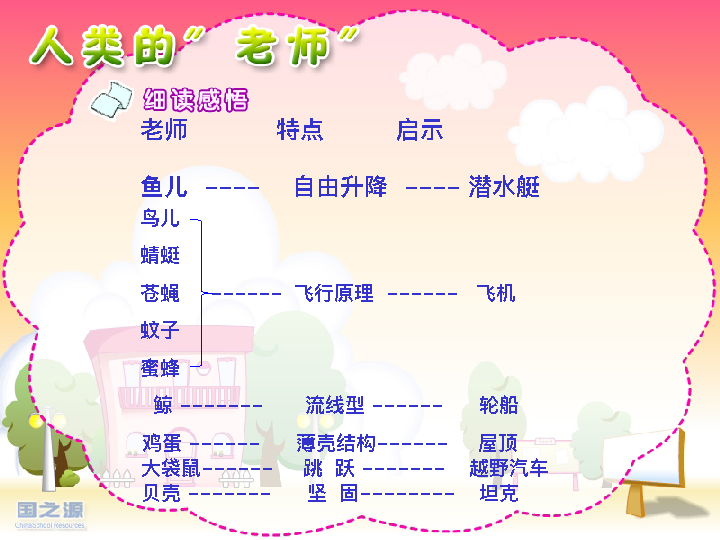 人类的"老师"
细读感悟
老师 特点 启示
鱼儿 ---- 自由升降 ---- 潜水艇
鸟儿
蜻蜓
苍蝇 ------ 飞行原理 ------ 飞机
蚊子
蜜蜂
鲸 ------- 流线型 ------ 轮船
鸡蛋 ------ 薄壳结构------ 屋顶
大袋鼠------ 跳 跃 ------- 越野汽车
贝壳 ------- 坚 固-------- 坦克
国之源
ChinaSchool Resources